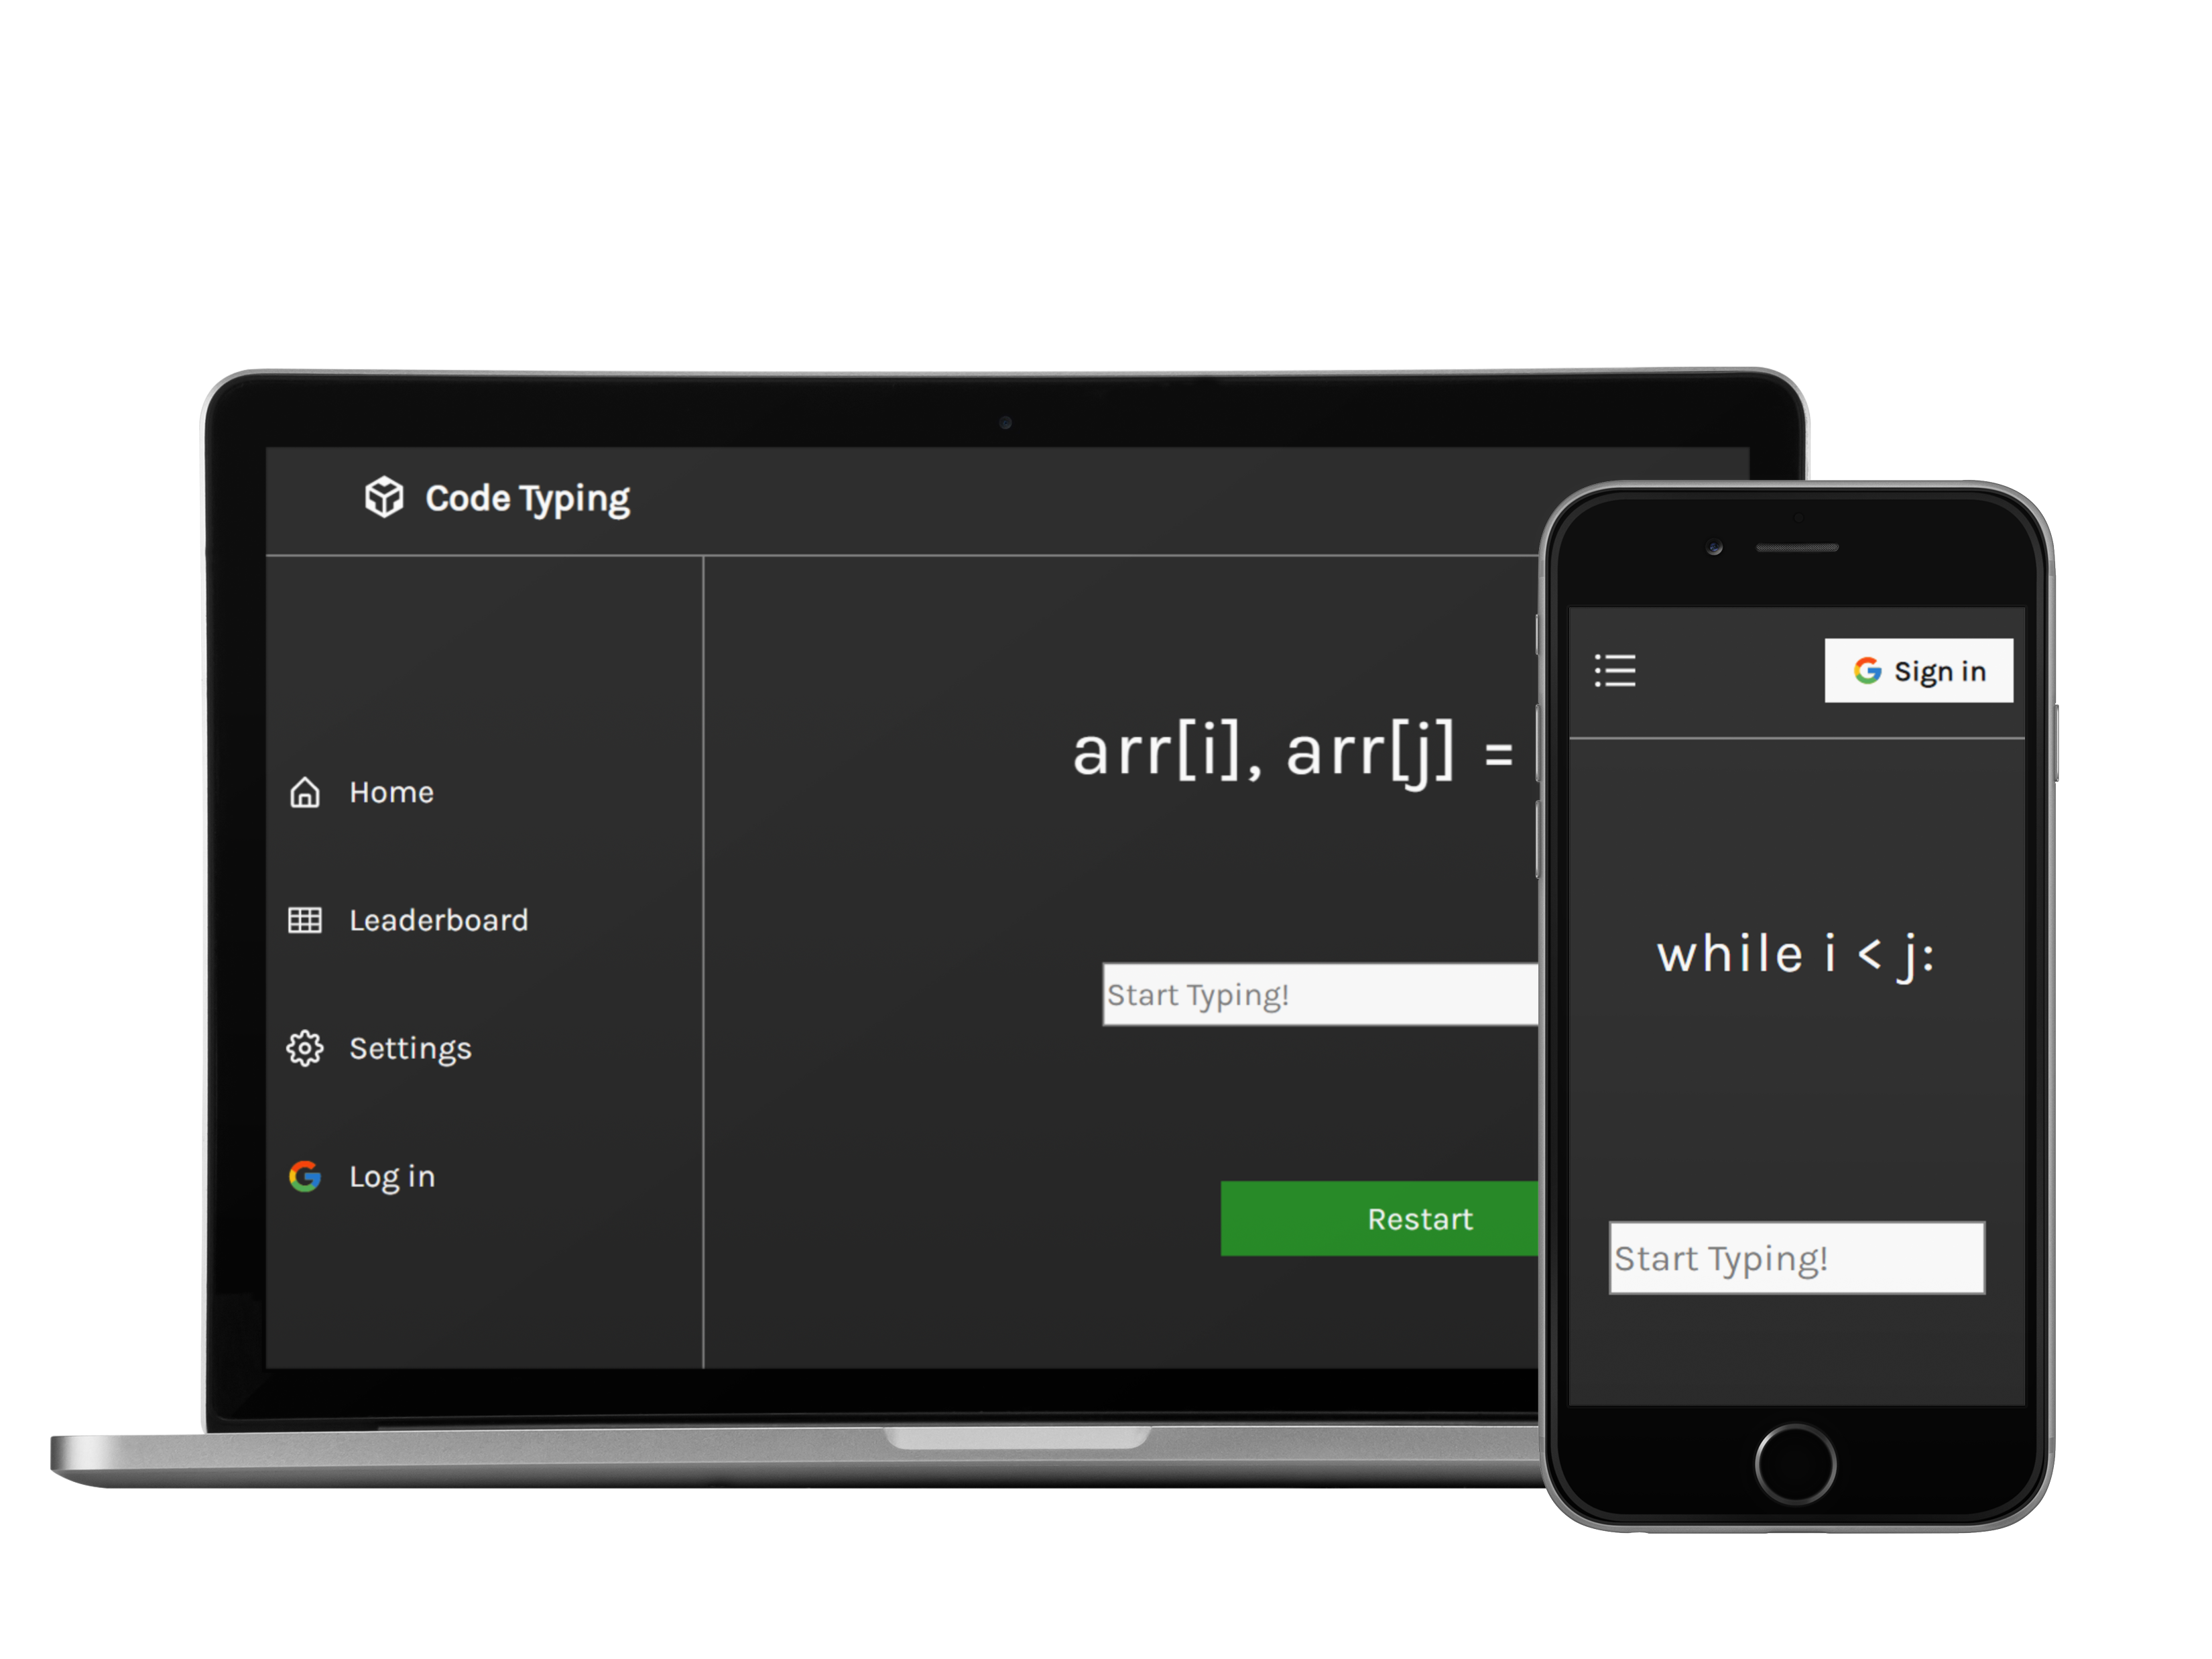 Code Typing
Home
Leaderboard
Settings
Log in
arr[i], arr[j] =
Start Typing!
Restart
Sign in
while i < j:
Start Typing!